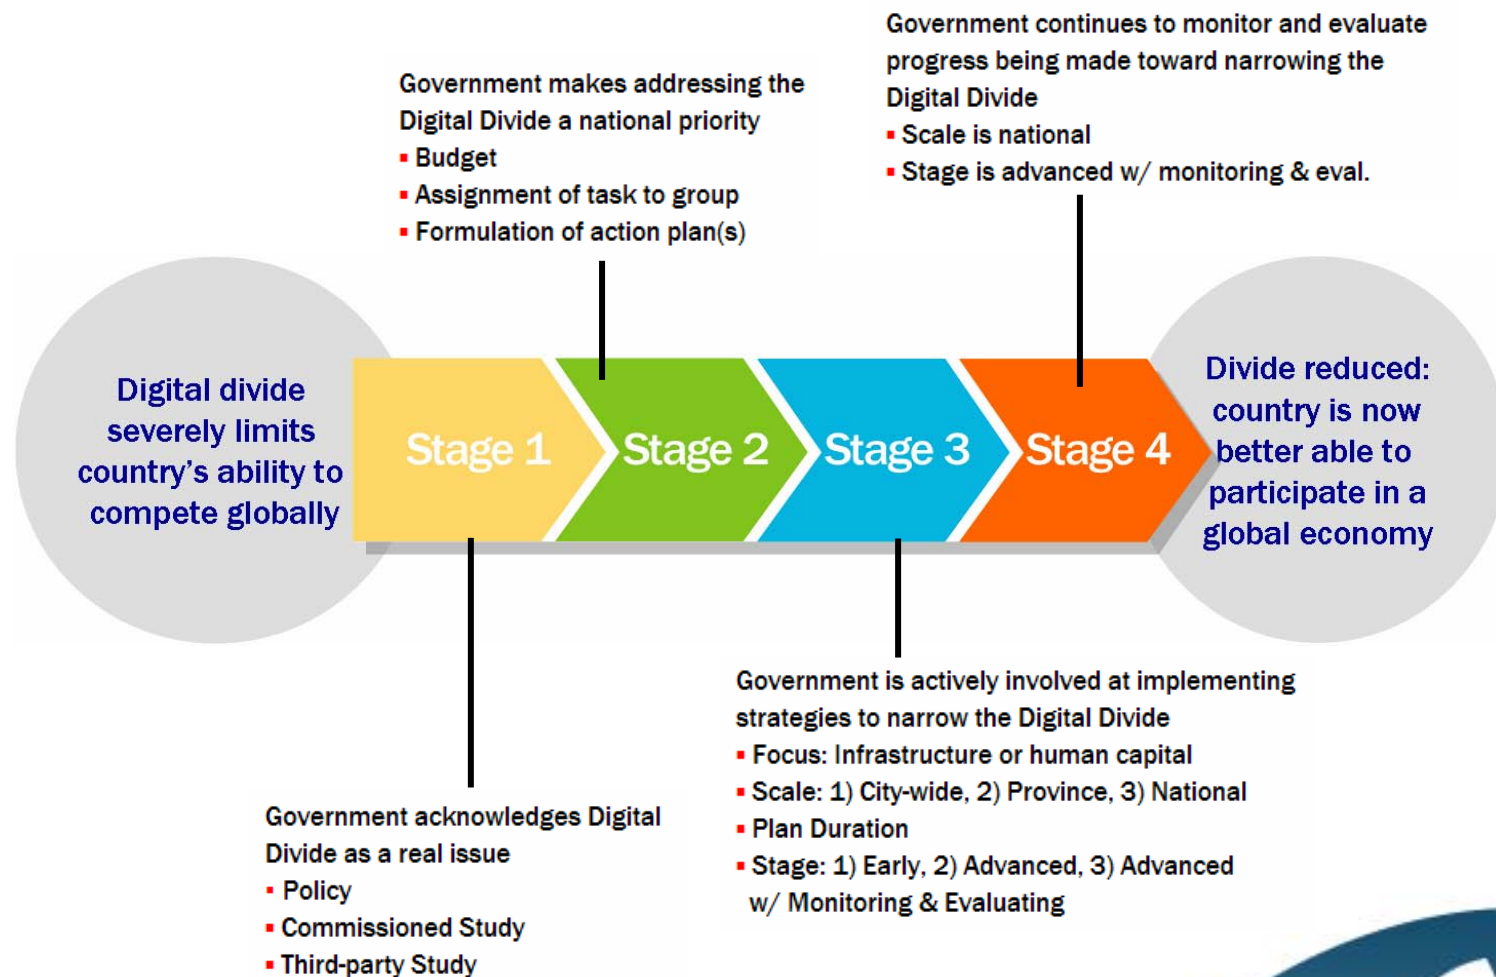 Government makes addressing the
Digital Divide a national priority
▪ Budget
▪ Assignment of task to group
▪ Formulation of action plan(s)
Government continues to monitor and evaluate
progress being made toward narrowing the
Digital Divide
▪ Scale is national
▪ Stage is advanced w/ monitoring & eval.
Digital divide
severely limits
country's ability to
compete globally
Stage 1
Stage 2
Stage 3
Stage 4
Divide reduced:
country is now
better able to
participate in a
global economy
Government acknowledges Digital
Divide as a real issue
▪ Policy
▪ Commissioned Study
▪ Third-party Study
Government is actively involved at implementing
strategies to narrow the Digital Divide
▪ Focus: Infrastructure or human capital
▪ Scale: 1) City-wide, 2) Province, 3) National
▪ Plan Duration
▪ Stage: 1) Early, 2) Advanced, 3) Advanced
w/ Monitoring & Evaluating